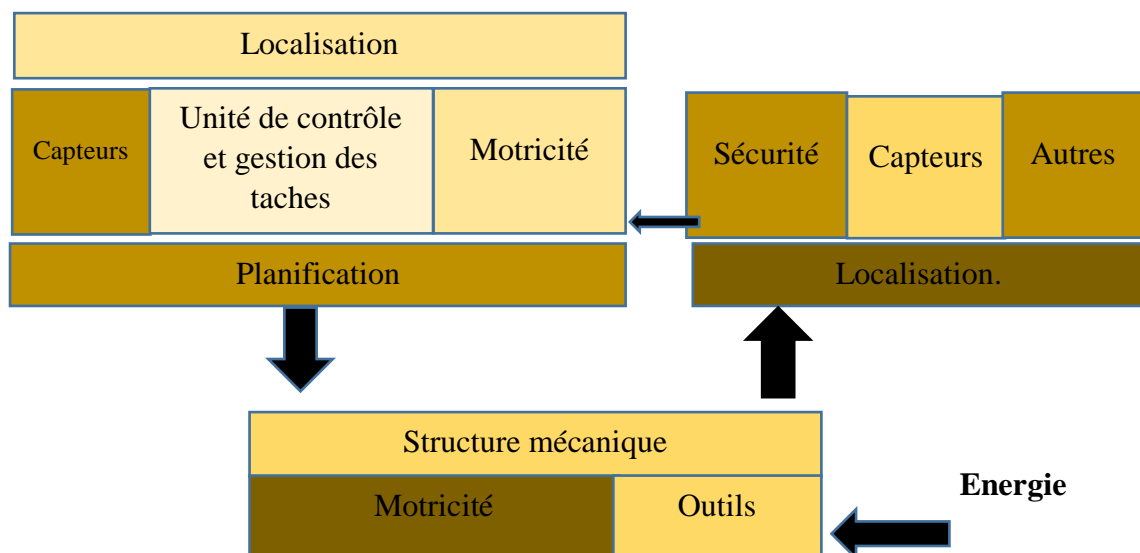 Localisation
Capteurs
Unité de contrôle
et gestion des
taches
Motricité
Planification
Sécurité
Capteurs
Autres
Localisation.
Structure mécanique
Motricité
Outils
Energie